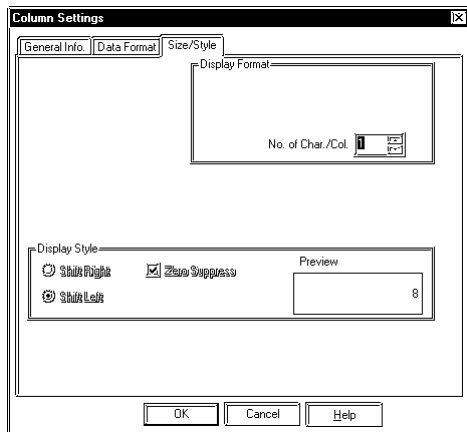 Column Settings
General Info. Data Format Size/Style
Display Format
No. of Char./Col. 1
Display Style
Shift Right Zero Suppress Preview
Shift Left 8
OK Cancel Help